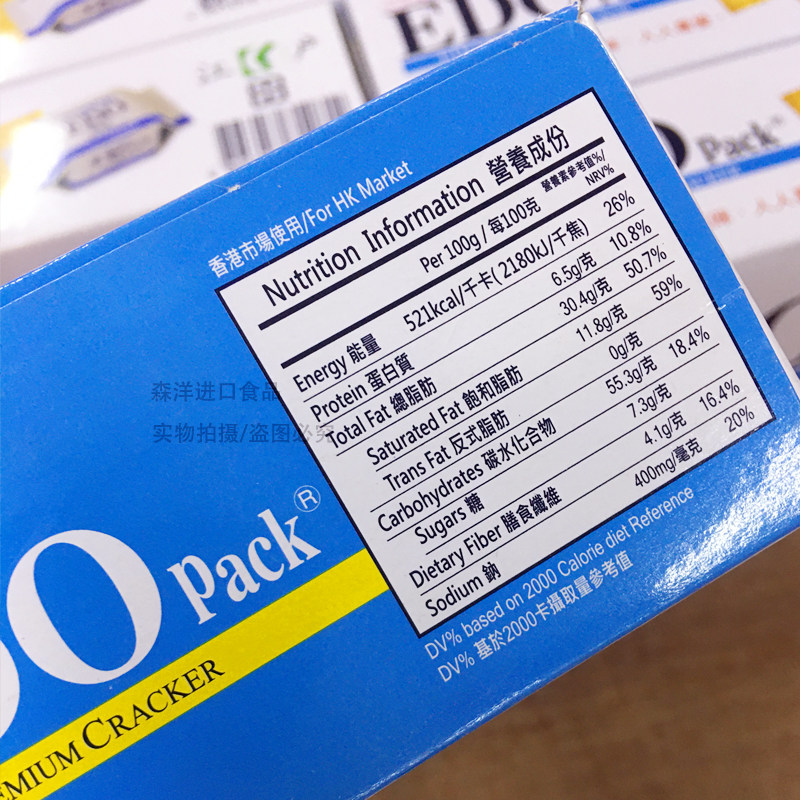 EDO
Pack™
香港市場使用/For HK Market
Nutrition Information 營養成份
Per 100g / 每100克 營養素參考值%/NRV%
Energy 能量 521kcal/千卡(2180kJ/千焦) 26%
Protein 蛋白質 6.5g/克 10.8%
Total Fat 總脂肪 30.4g/克 50.7%
Saturated Fat 飽和脂肪 11.8g/克 59%
Trans Fat 反式脂肪 0g/克
Carbohydrates 碳水化合物 55.3g/克 18.4%
Sugars 糖 7.3g/克
Dietary Fiber 膳食纖維 4.1g/克 16.4%
Sodium 鈉 400mg/毫克 20%
DV% based on 2000 Calorie diet Reference
DV% 基於2000卡攝取量參考值
O Pack®
EMIUM CRACKER
森洋进口食品
实物拍摄/盗图必究